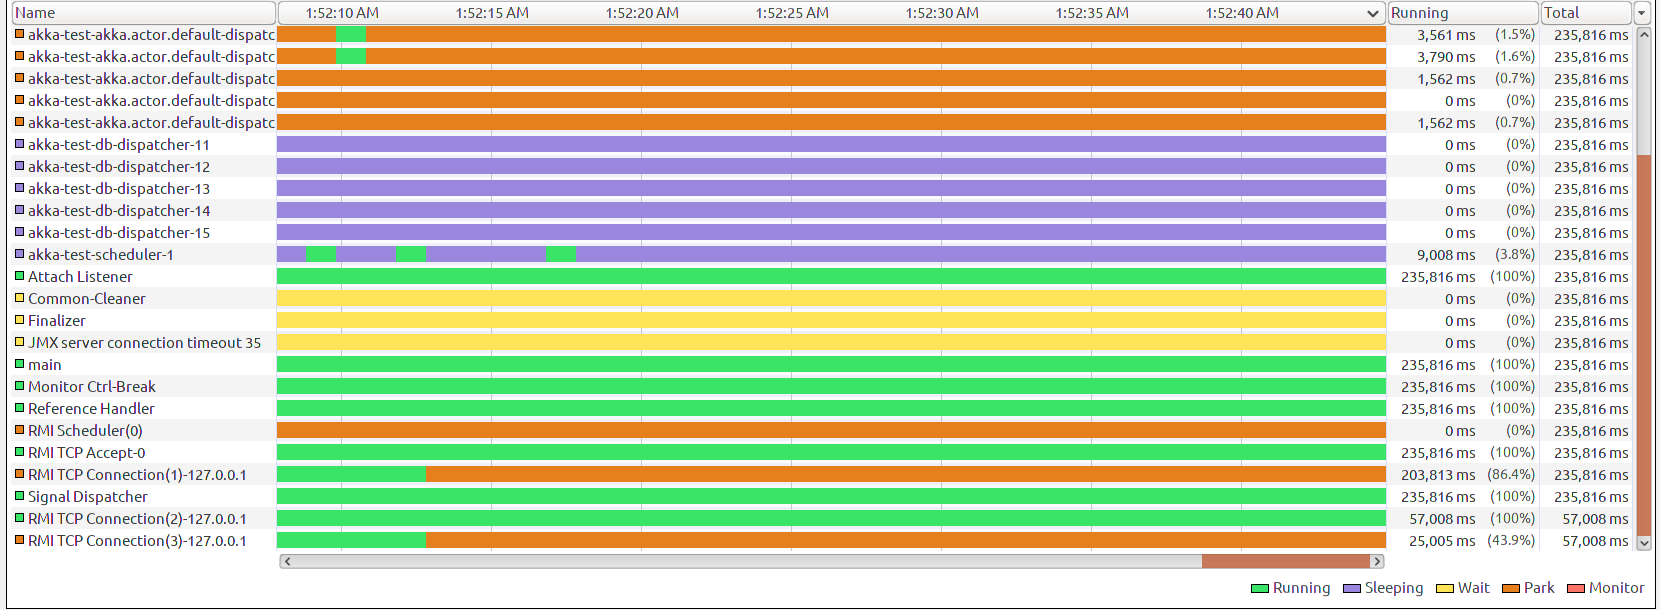 Name 1:52:10 AM 1:52:15 AM 1:52:20 AM 1:52:25 AM 1:52:30 AM 1:52:35 AM 1:52:40 AM Running Total
akka-test-akka.actor.default-dispatc 3,561 ms (1.5%) 235,816 ms
akka-test-akka.actor.default-dispatc 3,790 ms (1.6%) 235,816 ms
akka-test-akka.actor.default-dispatc 1,562 ms (0.7%) 235,816 ms
akka-test-akka.actor.default-dispatc 0 ms (0%) 235,816 ms
akka-test-akka.actor.default-dispatc 1,562 ms (0.7%) 235,816 ms
akka-test-db-dispatcher-11 0 ms (0%) 235,816 ms
akka-test-db-dispatcher-12 0 ms (0%) 235,816 ms
akka-test-db-dispatcher-13 0 ms (0%) 235,816 ms
akka-test-db-dispatcher-14 0 ms (0%) 235,816 ms
akka-test-db-dispatcher-15 0 ms (0%) 235,816 ms
akka-test-scheduler-1 9,008 ms (3.8%) 235,816 ms
Attach Listener 235,816 ms (100%) 235,816 ms
Common-Cleaner 0 ms (0%) 235,816 ms
Finalizer 0 ms (0%) 235,816 ms
JMX server connection timeout 35 0 ms (0%) 235,816 ms
main 235,816 ms (100%) 235,816 ms
Monitor Ctrl-Break 235,816 ms (100%) 235,816 ms
Reference Handler 235,816 ms (100%) 235,816 ms
RMI Scheduler(0) 0 ms (0%) 235,816 ms
RMI TCP Accept-0 235,816 ms (100%) 235,816 ms
RMI TCP Connection(1)-127.0.0.1 203,813 ms (86.4%) 235,816 ms
Signal Dispatcher 235,816 ms (100%) 235,816 ms
RMI TCP Connection(2)-127.0.0.1 57,008 ms (100%) 57,008 ms
RMI TCP Connection(3)-127.0.0.1 25,005 ms (43.9%) 57,008 ms
Running Sleeping Wait Park Monitor